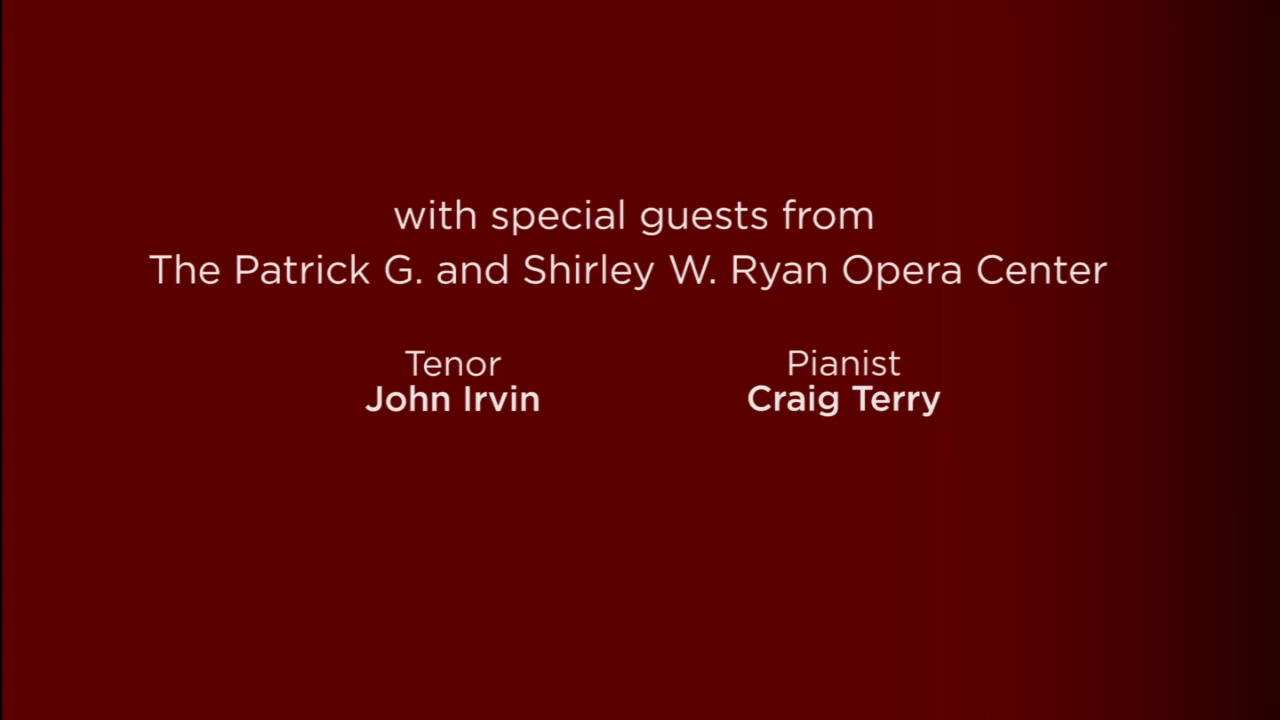 with special guests from
The Patrick G. and Shirley W. Ryan Opera Center
Tenor
John Irvin
Pianist
Craig Terry